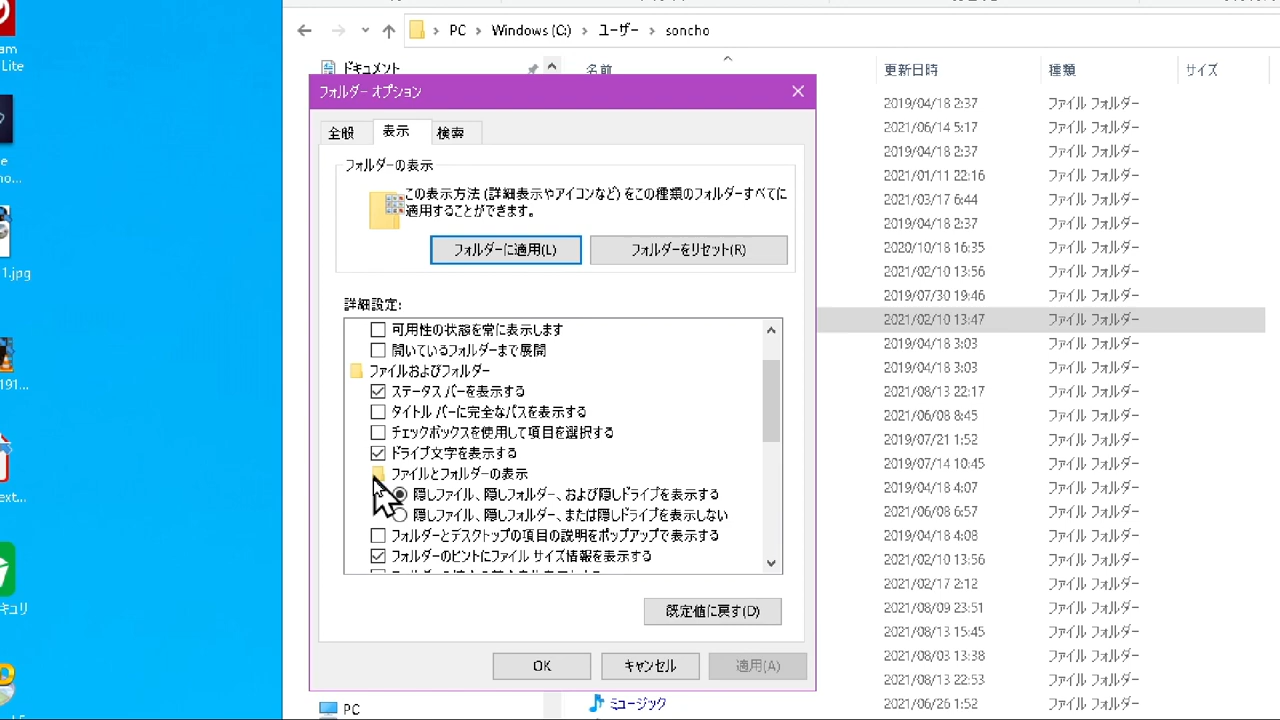 am
Lite
e
no...
1.jpg
191...
ext...
キュリ
PC › Windows (C:) › ユーザー › soncho
ドキュメント
名前
更新日時
種類
サイズ
フォルダー オプション
全般
表示
検索
フォルダーの表示
この表示方法 (詳細表示やアイコンなど) をこの種類のフォルダーすべてに
適用することができます。
フォルダーに適用(L)
フォルダーをリセット(R)
詳細設定:
可用性の状態を常に表示します
開いているフォルダーまで展開
ファイルおよびフォルダー
ステータス バーを表示する
タイトル バーに完全なパスを表示する
チェックボックスを使用して項目を選択する
ドライブ文字を表示する
ファイルとフォルダーの表示
隠しファイル、隠しフォルダー、および隠しドライブを表示する
隠しファイル、隠しフォルダー、または隠しドライブを表示しない
フォルダーとデスクトップの項目の説明をポップアップで表示する
フォルダーのヒントにファイル サイズ情報を表示する
既定値に戻す(D)
OK
キャンセル
適用(A)
2019/04/18 2:37 ファイル フォルダー
2021/06/14 5:17 ファイル フォルダー
2019/04/18 2:37 ファイル フォルダー
2021/01/11 22:16 ファイル フォルダー
2021/03/17 6:44 ファイル フォルダー
2019/04/18 2:37 ファイル フォルダー
2020/10/18 16:35 ファイル フォルダー
2021/02/10 13:56 ファイル フォルダー
2019/07/30 19:46 ファイル フォルダー
2021/02/10 13:47 ファイル フォルダー
2019/04/18 3:03 ファイル フォルダー
2019/04/18 3:03 ファイル フォルダー
2021/08/13 22:17 ファイル フォルダー
2021/06/08 8:45 ファイル フォルダー
2019/07/21 1:52 ファイル フォルダー
2019/07/14 10:45 ファイル フォルダー
2019/04/18 4:07 ファイル フォルダー
2021/06/08 6:57 ファイル フォルダー
2019/04/18 4:08 ファイル フォルダー
2021/02/10 13:56 ファイル フォルダー
2021/02/17 2:12 ファイル フォルダー
2021/08/09 23:51 ファイル フォルダー
2021/08/13 15:45 ファイル フォルダー
2021/08/03 13:38 ファイル フォルダー
2021/08/13 22:53 ファイル フォルダー
2021/06/26 1:52 ファイル フォルダー
PC
ミュージック